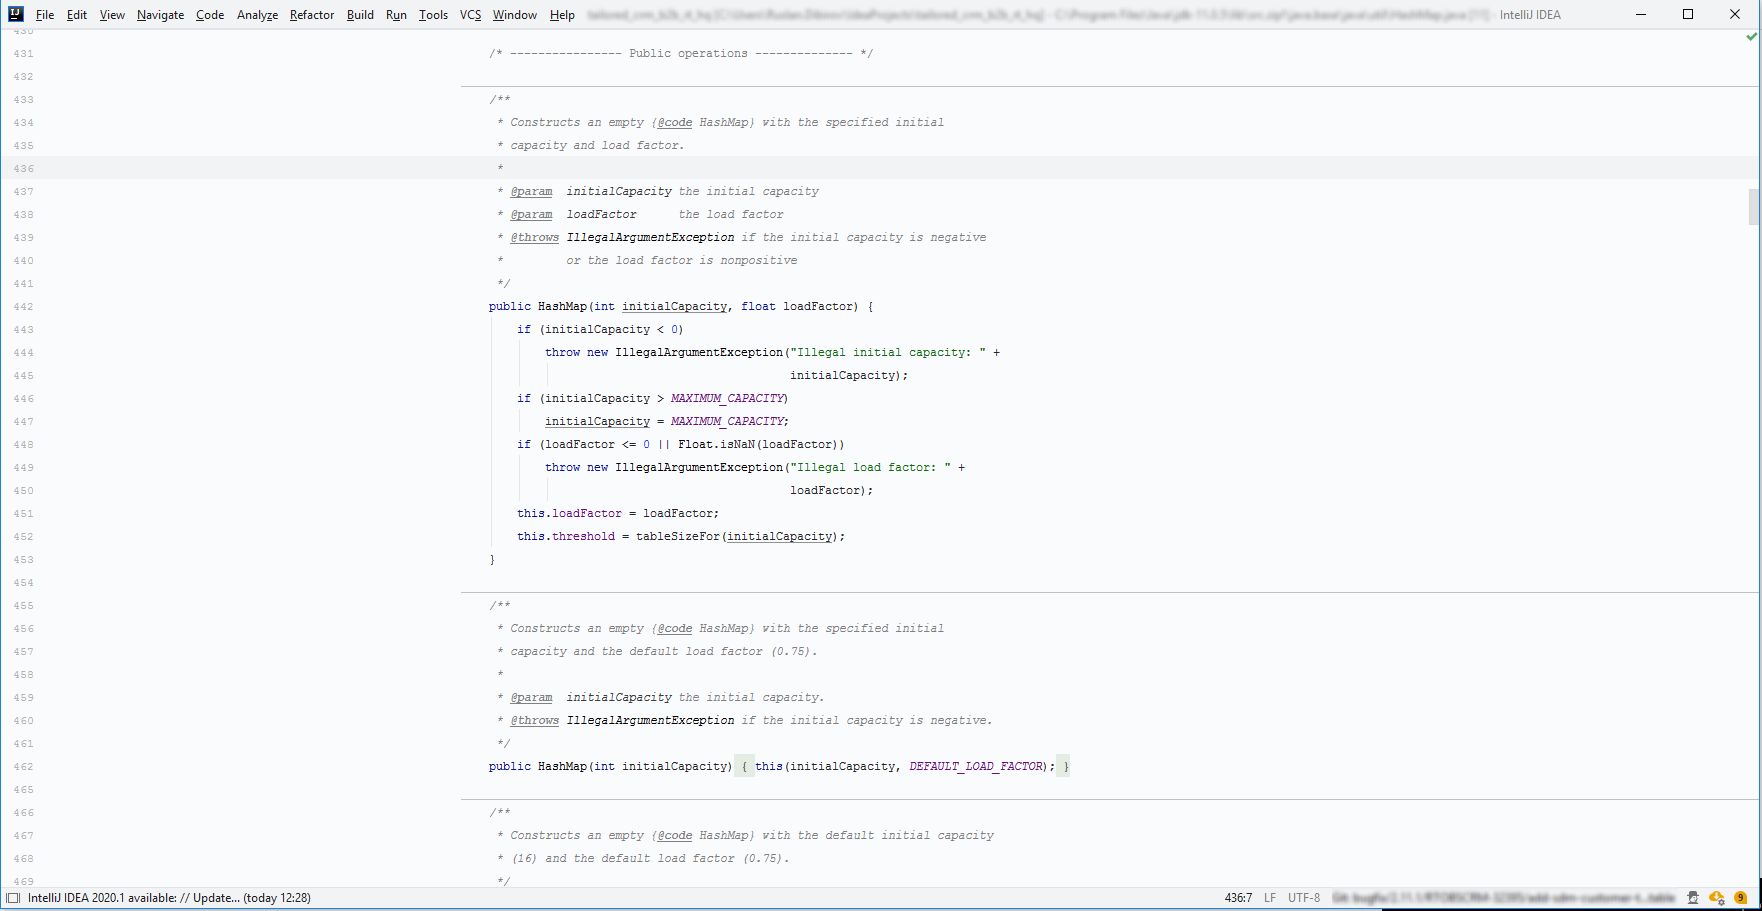 File Edit View Navigate Code Analyze Refactor Build Run Tools VCS Window Help - IntelliJ IDEA
430
431 /* ---------------- Public operations -------------- */
432
433 /**
434 * Constructs an empty {@code HashMap} with the specified initial
435 * capacity and load factor.
436 *
437 * @param initialCapacity the initial capacity
438 * @param loadFactor the load factor
439 * @throws IllegalArgumentException if the initial capacity is negative
440 * or the load factor is nonpositive
441 */
442 public HashMap(int initialCapacity, float loadFactor) {
443 if (initialCapacity < 0)
444 throw new IllegalArgumentException("Illegal initial capacity: " +
445 initialCapacity);
446 if (initialCapacity > MAXIMUM_CAPACITY)
447 initialCapacity = MAXIMUM_CAPACITY;
448 if (loadFactor <= 0 || Float.isNaN(loadFactor))
449 throw new IllegalArgumentException("Illegal load factor: " +
450 loadFactor);
451 this.loadFactor = loadFactor;
452 this.threshold = tableSizeFor(initialCapacity);
453 }
454
455 /**
456 * Constructs an empty {@code HashMap} with the specified initial
457 * capacity and the default load factor (0.75).
458 *
459 * @param initialCapacity the initial capacity.
460 * @throws IllegalArgumentException if the initial capacity is negative.
461 */
462 public HashMap(int initialCapacity) { this(initialCapacity, DEFAULT_LOAD_FACTOR); }
465
466 /**
467 * Constructs an empty {@code HashMap} with the default initial capacity
468 * (16) and the default load factor (0.75).
469 */
IntelliJ IDEA 2020.1 available: // Update... (today 12:28) 436:7 LF UTF-8 9